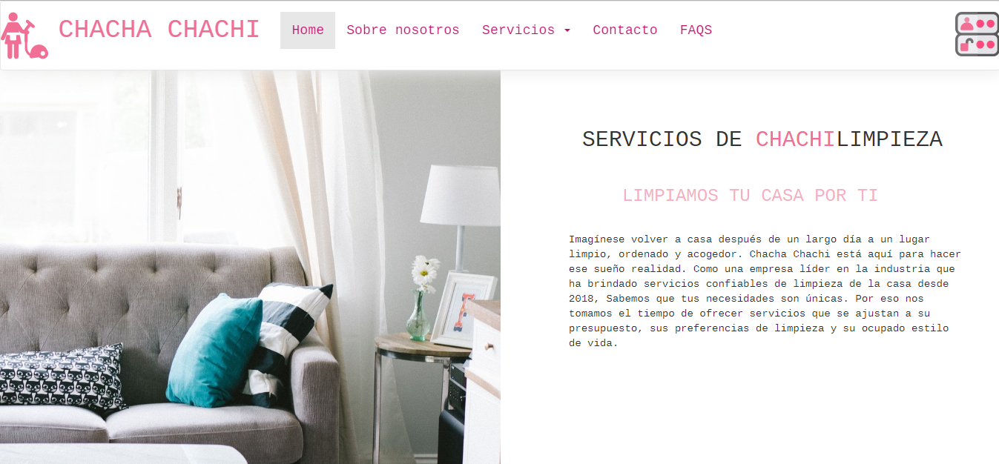 CHACHA CHACHI
Home Sobre nosotros Servicios Contacto FAQS
SERVICIOS DE CHACHILIMPIEZA
LIMPIAMOS TU CASA POR TI
Imagínese volver a casa después de un largo día a un lugar
limpio, ordenado y acogedor. Chacha Chachi está aquí para hacer
ese sueño realidad. Como una empresa líder en la industria que
ha brindado servicios confiables de limpieza de la casa desde
2018, Sabemos que tus necesidades son únicas. Por eso nos
tomamos el tiempo de ofrecer servicios que se ajustan a su
presupuesto, sus preferencias de limpieza y su ocupado estilo
de vida.